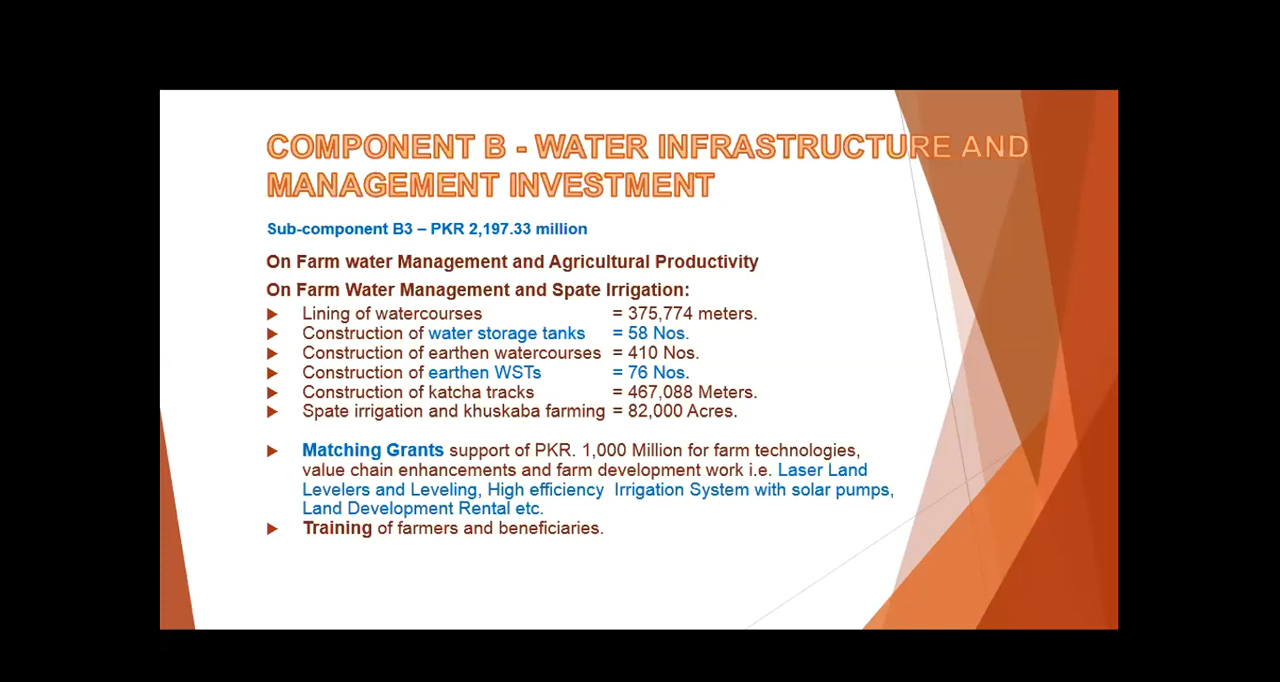 COMPONENT B - WATER INFRASTRUCTURE AND
MANAGEMENT INVESTMENT
Sub-component B3 – PKR 2,197.33 million
On Farm water Management and Agricultural Productivity
On Farm Water Management and Spate Irrigation:
Lining of watercourses = 375,774 meters.
Construction of water storage tanks = 58 Nos.
Construction of earthen watercourses = 410 Nos.
Construction of earthen WSTs = 76 Nos.
Construction of katcha tracks = 467,088 Meters.
Spate irrigation and khuskaba farming = 82,000 Acres.
Matching Grants support of PKR. 1,000 Million for farm technologies,
value chain enhancements and farm development work i.e. Laser Land
Levelers and Leveling, High efficiency Irrigation System with solar pumps,
Land Development Rental etc.
Training of farmers and beneficiaries.